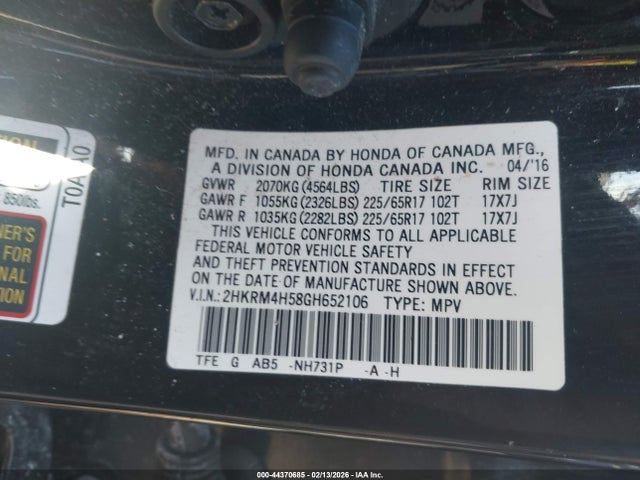 MFD. IN CANADA BY HONDA OF CANADA MFG.,
A DIVISION OF HONDA CANADA INC. 04/'16
GVWR 2070KG (4564LBS) TIRE SIZE RIM SIZE
GAWR F 1055KG (2326LBS) 225/65R17 102T 17X7J
GAWR R 1035KG (2282LBS) 225/65R17 102T 17X7J
THIS VEHICLE CONFORMS TO ALL APPLICABLE
FEDERAL MOTOR VEHICLE SAFETY
AND THEFT PREVENTION STANDARDS IN EFFECT
ON THE DATE OF MANUFACTURE SHOWN ABOVE.
V.I.N.: 2HKRM4H58GH652106 TYPE: MPV
TFE G AB5 -NH731P -A -H
850lbs.
FOR
000-44370685 - 02/13/2026 - IAA Inc.